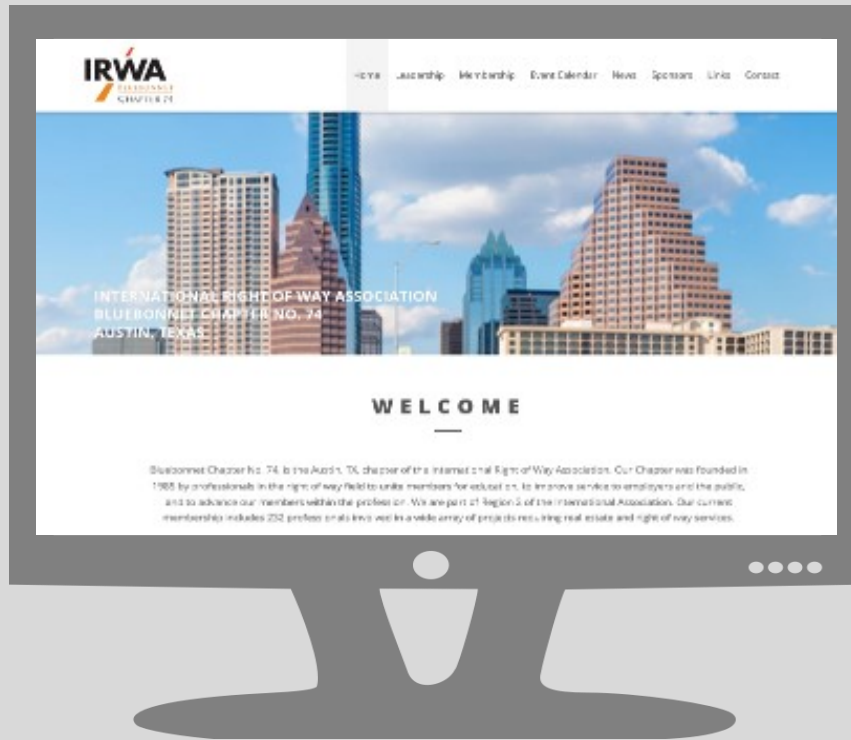 IRWA
BLUEBONNET
CHAPTER 74
Home Leadership Membership Event Calendar News Sponsors Links Contact
INTERNATIONAL RIGHT OF WAY ASSOCIATION
BLUEBONNET CHAPTER NO. 74
AUSTIN, TEXAS
WELCOME
Bluebonnet Chapter No. 74, is the Austin, TX, chapter of the International Right of Way Association. Our Chapter was founded in
by professionals in the right of way field to unite members for education, to improve service to employers and the public,
and to advance our members within the profession. We are part of Region 2 of the International Association. Our current
membership includes 232 professionals involved in a wide array of projects requiring real estate and right of way services.